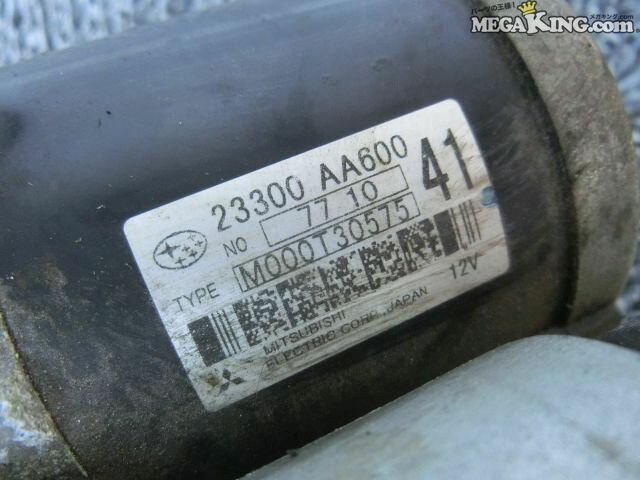 パーツの王様! メガキング.com
MEGAKING.com
23300 AA600
41
NO 77 10
TYPE M000T30575
12V
MITSUBISHI
ELECTRIC CORP. JAPAN